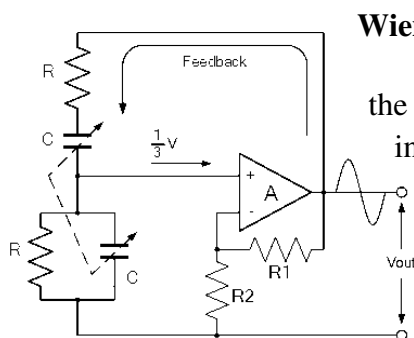 Wie
the
in
Feedback
R
C
1/3 V
+
A
-
R
C
R1
R2
Vout